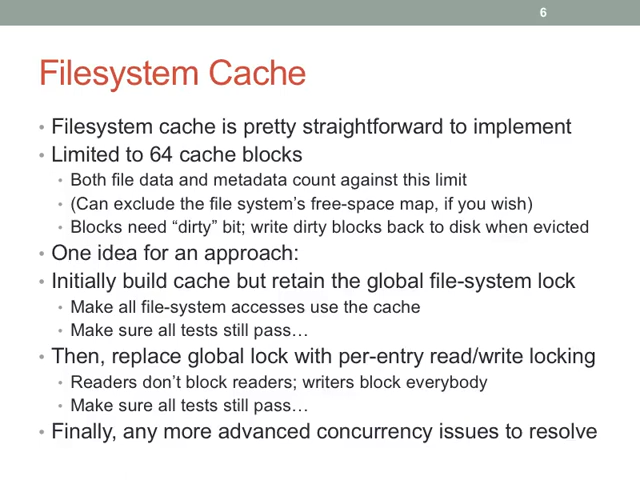 6
Filesystem Cache
• Filesystem cache is pretty straightforward to implement
• Limited to 64 cache blocks
• Both file data and metadata count against this limit
• (Can exclude the file system's free-space map, if you wish)
• Blocks need “dirty” bit; write dirty blocks back to disk when evicted
• One idea for an approach:
• Initially build cache but retain the global file-system lock
• Make all file-system accesses use the cache
• Make sure all tests still pass…
• Then, replace global lock with per-entry read/write locking
• Readers don't block readers; writers block everybody
• Make sure all tests still pass…
• Finally, any more advanced concurrency issues to resolve